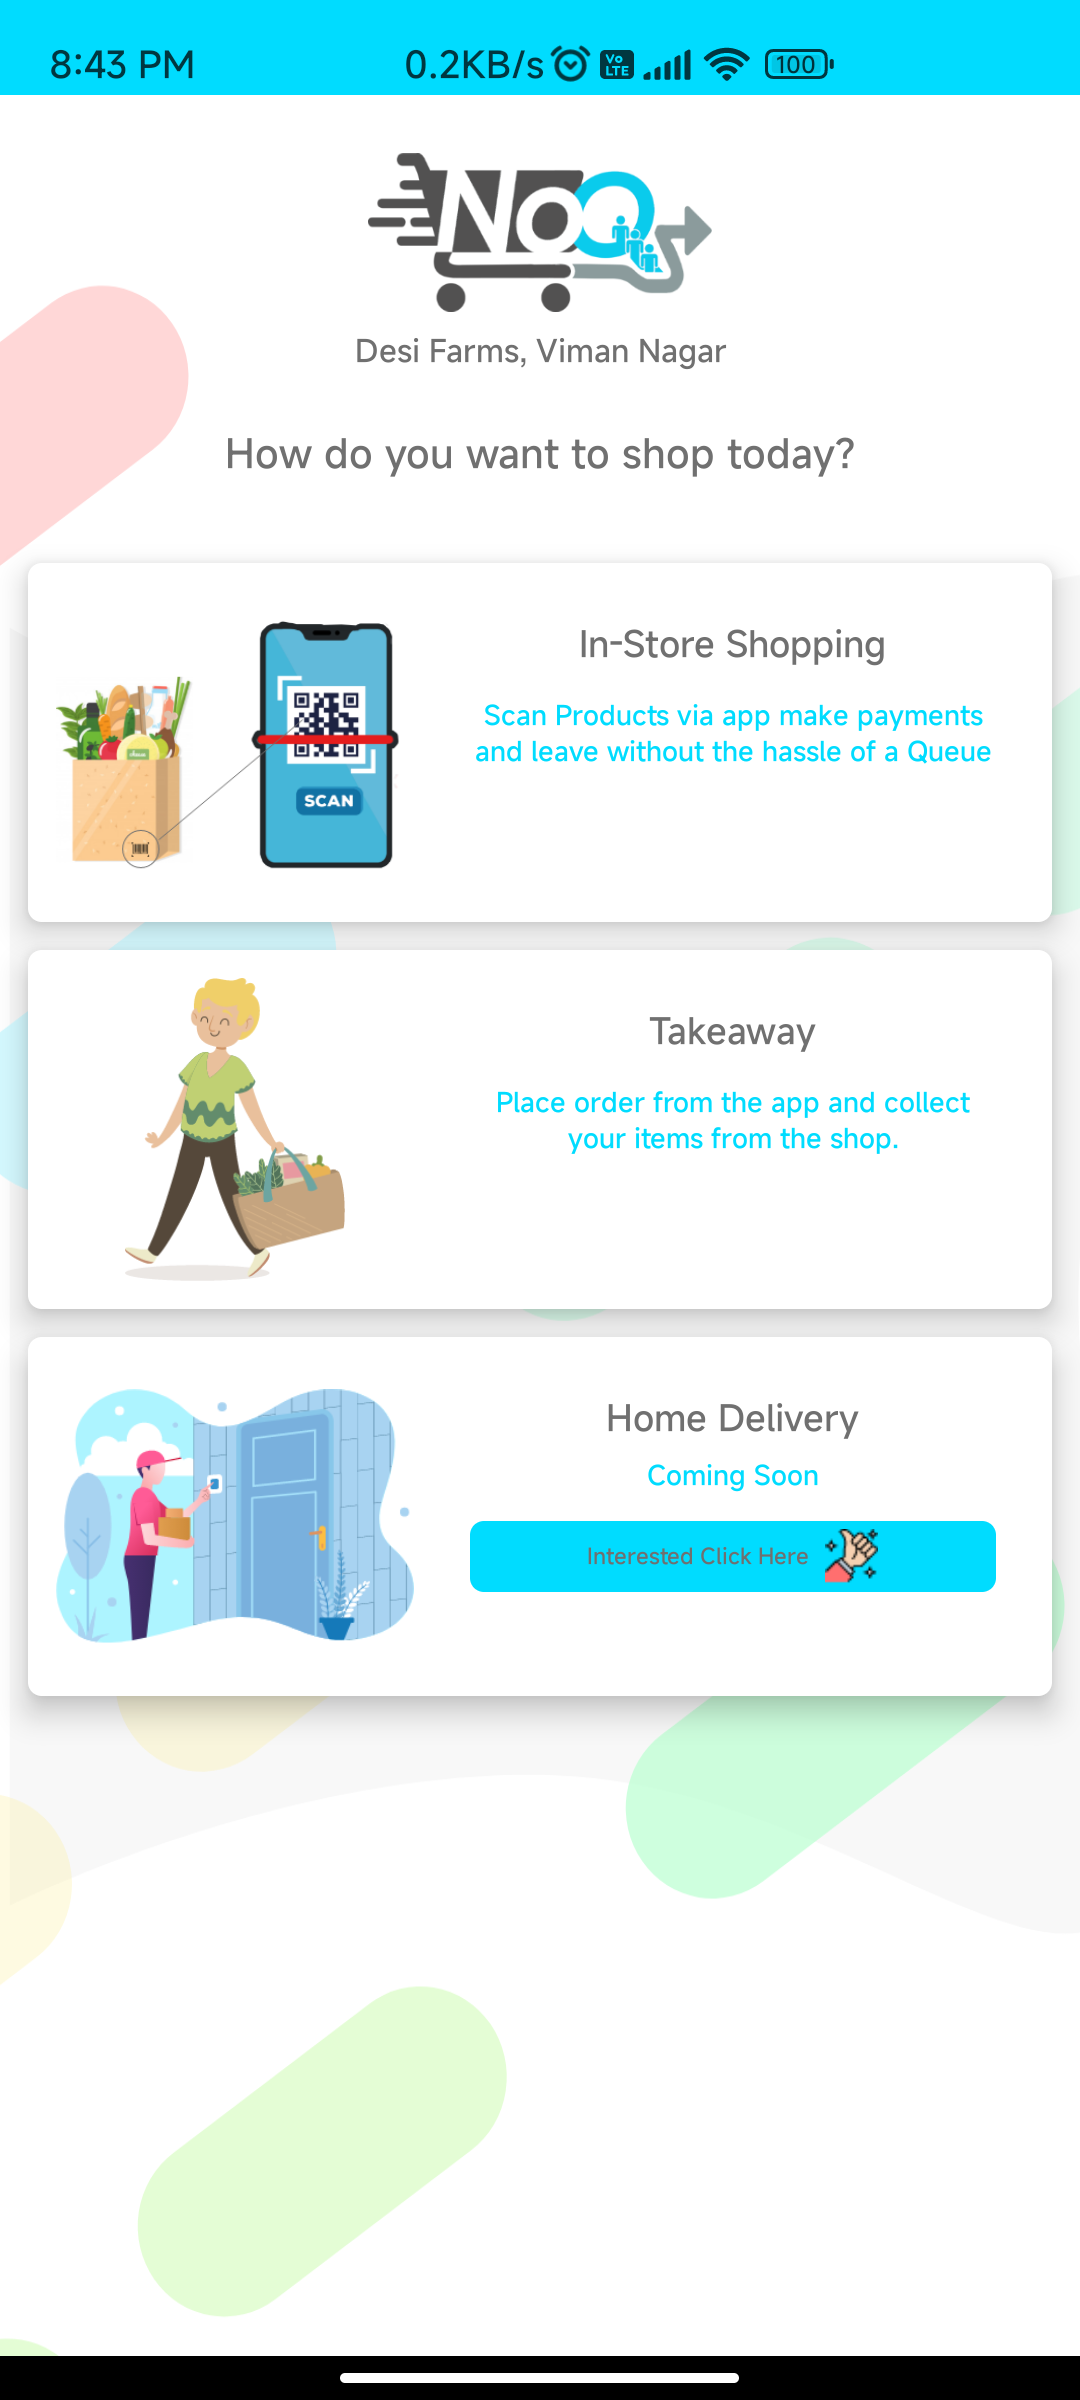 8:43 PM 0.2KB/s Vo LTE 100
NoQ
Desi Farms, Viman Nagar
How do you want to shop today?
In-Store Shopping
Scan Products via app make payments
and leave without the hassle of a Queue
SCAN
Takeaway
Place order from the app and collect
your items from the shop.
Home Delivery
Coming Soon
Interested Click Here